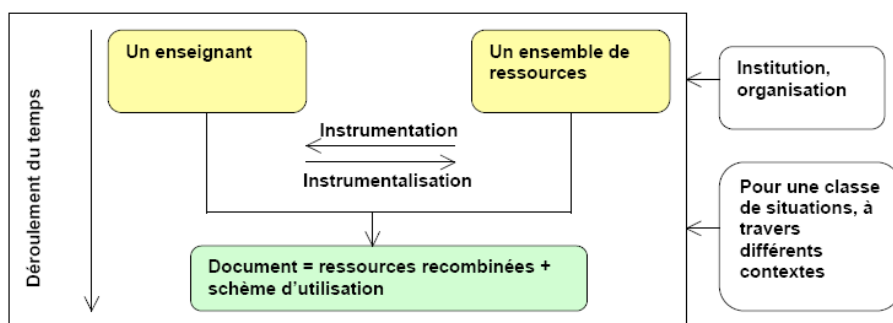 Déroulement du temps
Un enseignant
Un ensemble de
ressources
Instrumentation
Instrumentalisation
Document = ressources recombinées +
schème d'utilisation
Institution,
organisation
Pour une classe
de situations, à
travers
différents
contextes